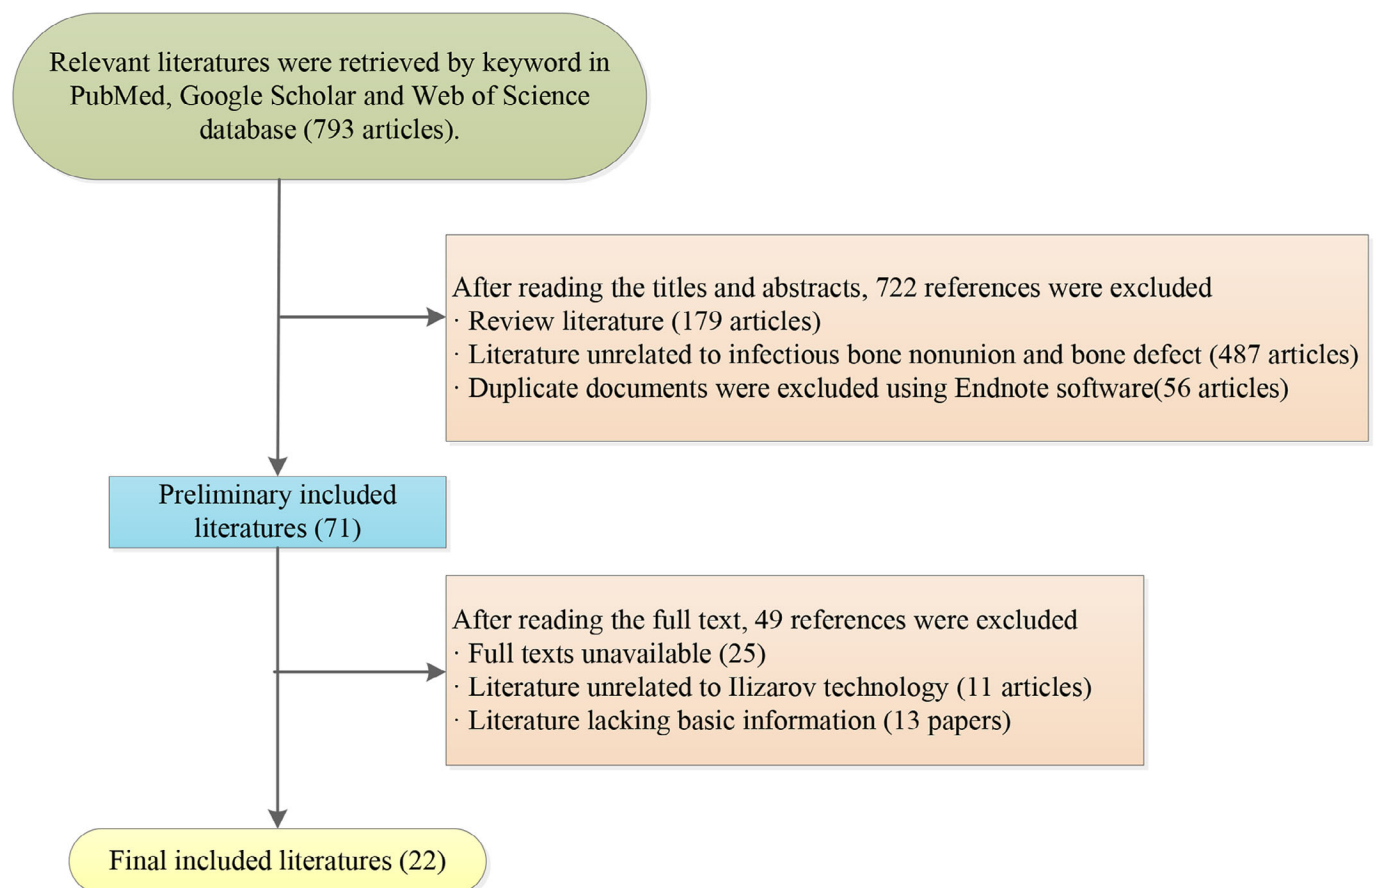 Relevant literatures were retrieved by keyword in
PubMed, Google Scholar and Web of Science
database (793 articles).
After reading the titles and abstracts, 722 references were excluded
· Review literature (179 articles)
· Literature unrelated to infectious bone nonunion and bone defect (487 articles)
· Duplicate documents were excluded using Endnote software(56 articles)
Preliminary included
literatures (71)
After reading the full text, 49 references were excluded
· Full texts unavailable (25)
· Literature unrelated to Ilizarov technology (11 articles)
· Literature lacking basic information (13 papers)
Final included literatures (22)